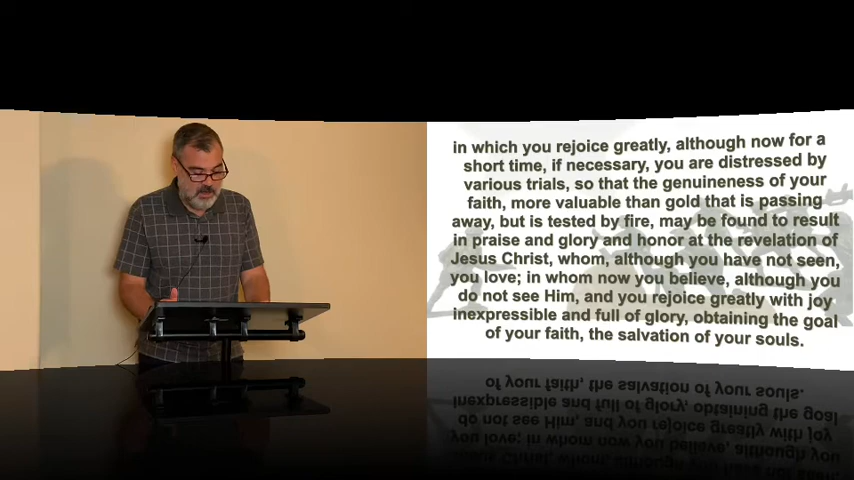 in which you rejoice greatly, although now for a
short time, if necessary, you are distressed by
various trials, so that the genuineness of your
faith, more valuable than gold that is passing
away, but is tested by fire, may be found to result
in praise and glory and honor at the revelation of
Jesus Christ, whom, although you have not seen,
you love; in whom now you believe, although you
do not see Him, and you rejoice greatly with joy
inexpressible and full of glory, obtaining the goal
of your faith, the salvation of your souls.